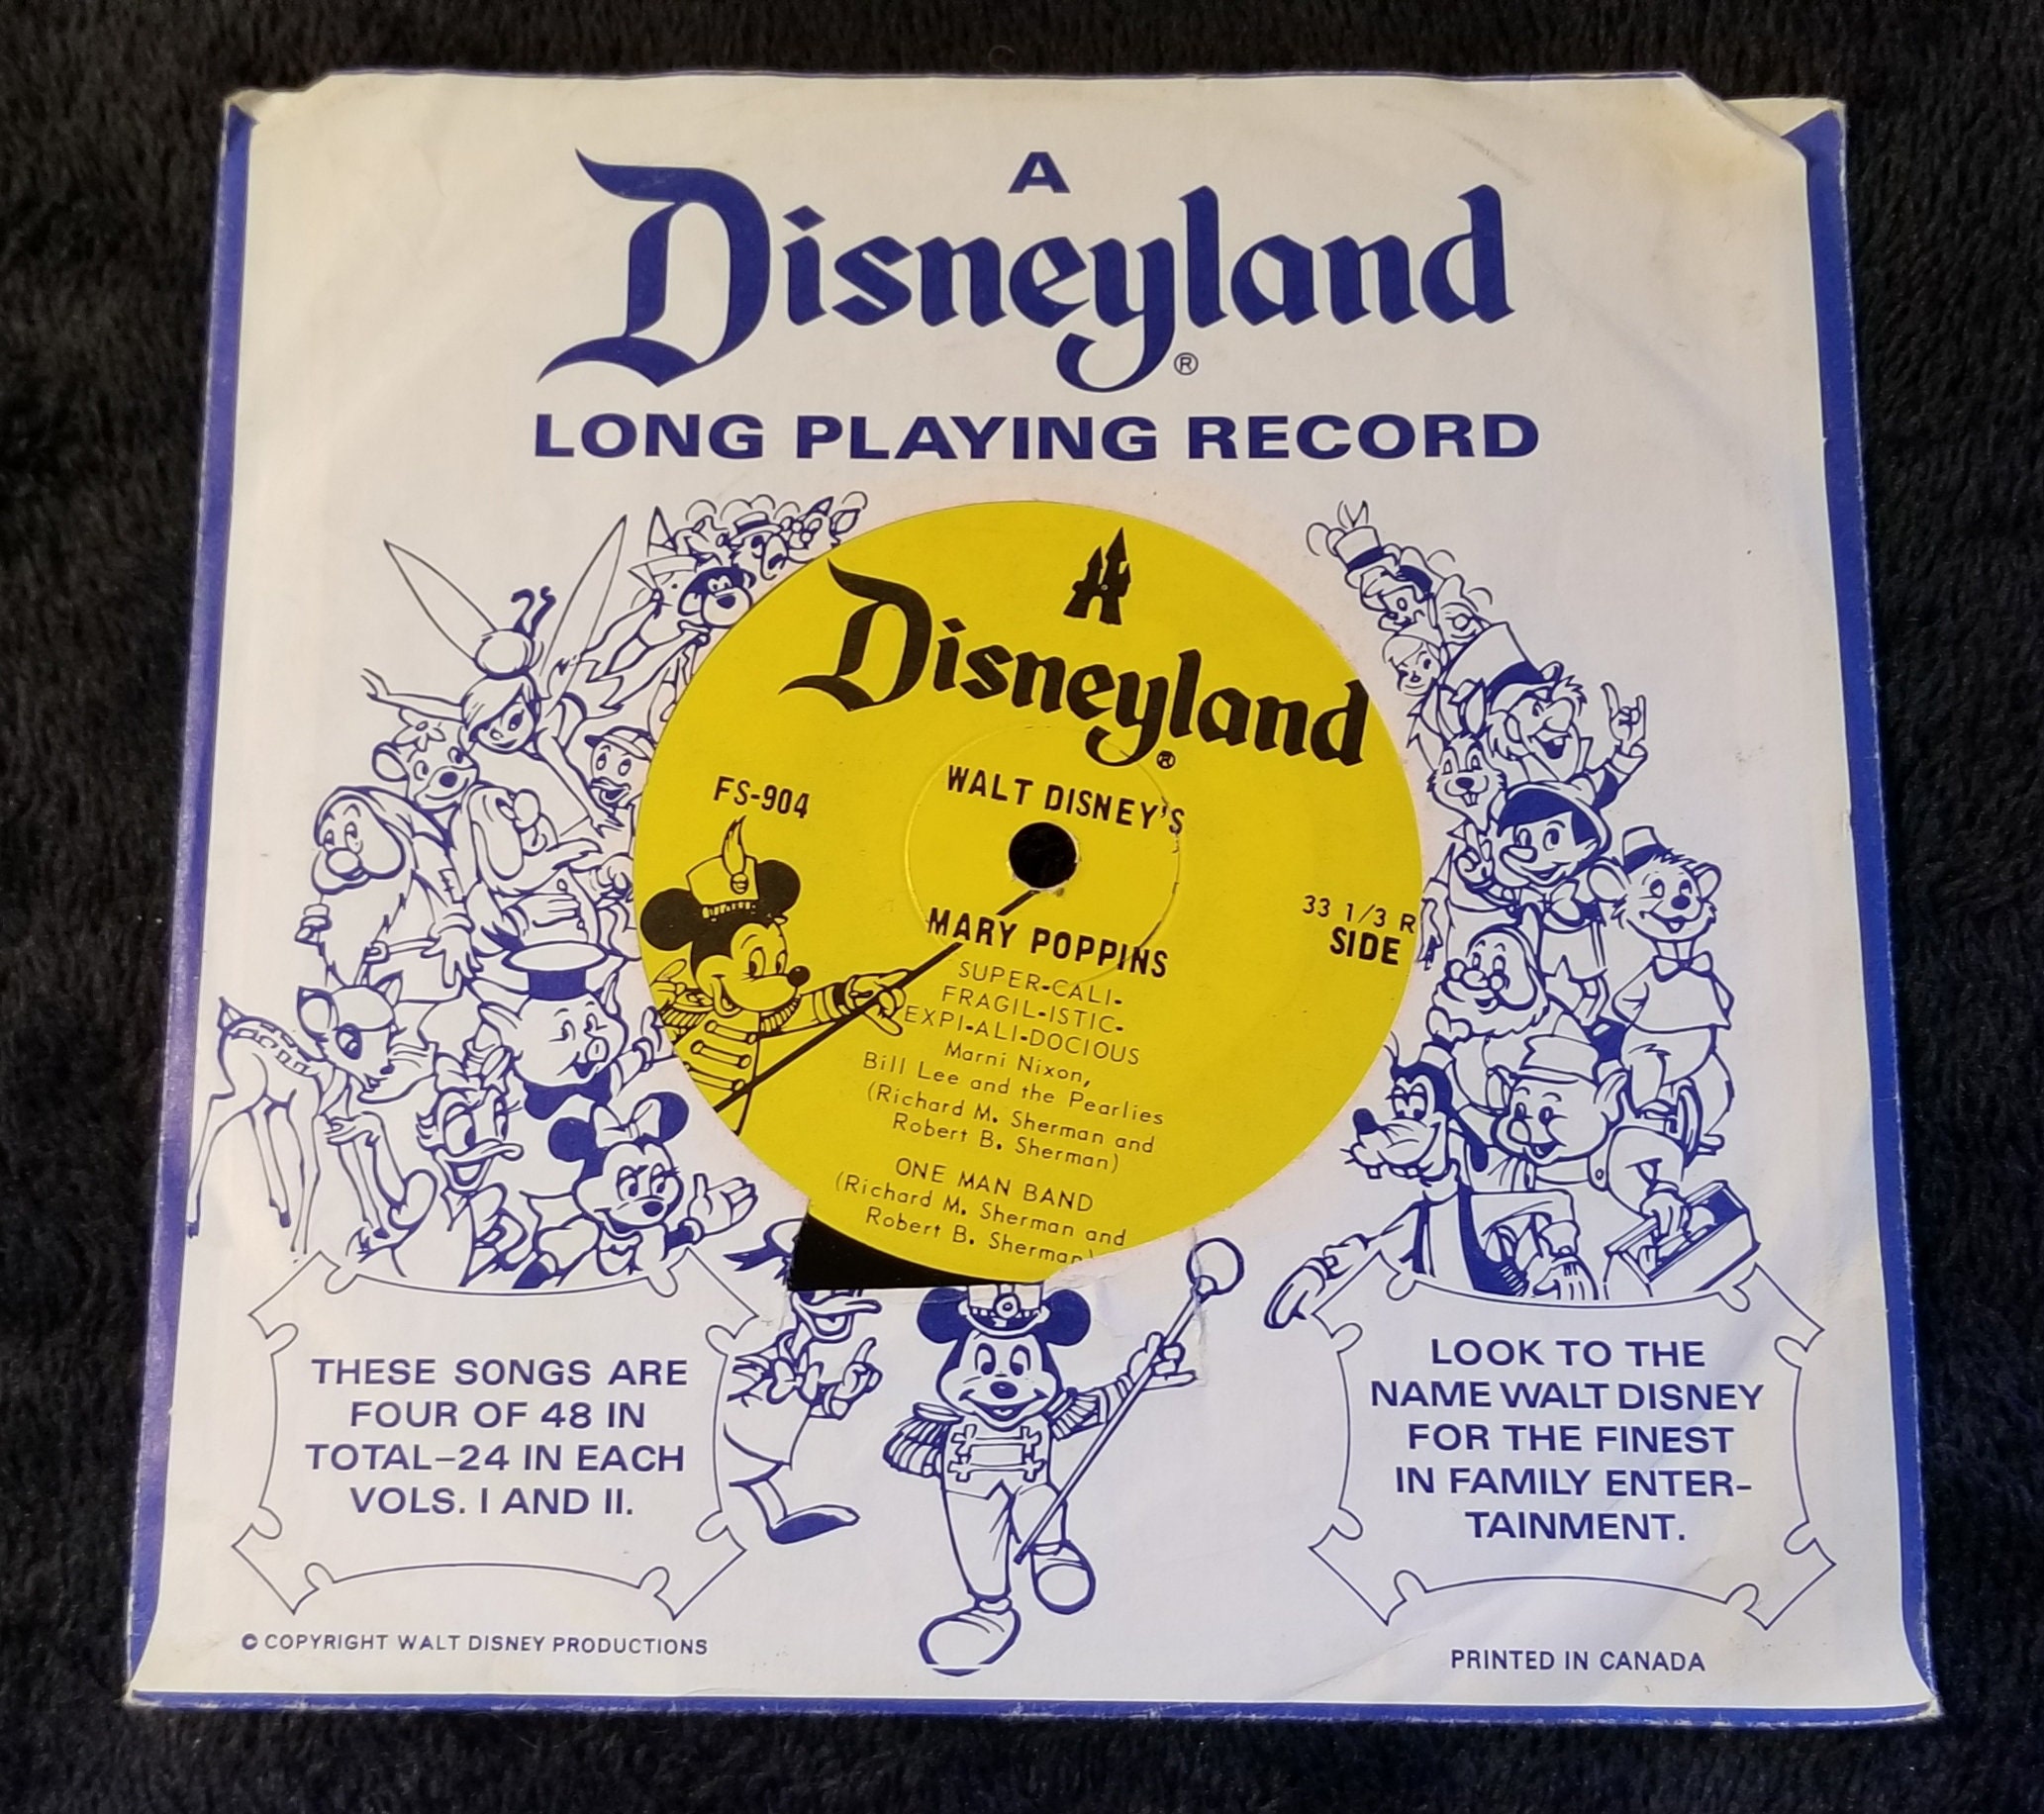 A
Disneyland®
LONG PLAYING RECORD
Disneyland®
FS-904
WALT DISNEY'S
MARY POPPINS
33 1/3 R
SIDE
SUPER-CALI-
FRAGIL-ISTIC-
EXPI-ALI-DOCIOUS
Marni Nixon,
Bill Lee and the Pearlies
(Richard M. Sherman and
Robert B. Sherman)
ONE MAN BAND
(Richard M. Sherman and
Robert B. Sherman)
THESE SONGS ARE
FOUR OF 48 IN
TOTAL-24 IN EACH
VOLS. I AND II.
LOOK TO THE
NAME WALT DISNEY
FOR THE FINEST
IN FAMILY ENTER-
TAINMENT.
© COPYRIGHT WALT DISNEY PRODUCTIONS
PRINTED IN CANADA